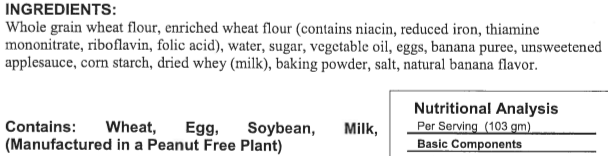 INGREDIENTS:
Whole grain wheat flour, enriched wheat flour (contains niacin, reduced iron, thiamine
mononitrate, riboflavin, folic acid), water, sugar, vegetable oil, eggs, banana puree, unsweetened
applesauce, corn starch, dried whey (milk), baking powder, salt, natural banana flavor.
Contains: Wheat, Egg, Soybean, Milk,
(Manufactured in a Peanut Free Plant)
Nutritional Analysis
Per Serving (103 gm)
Basic Components